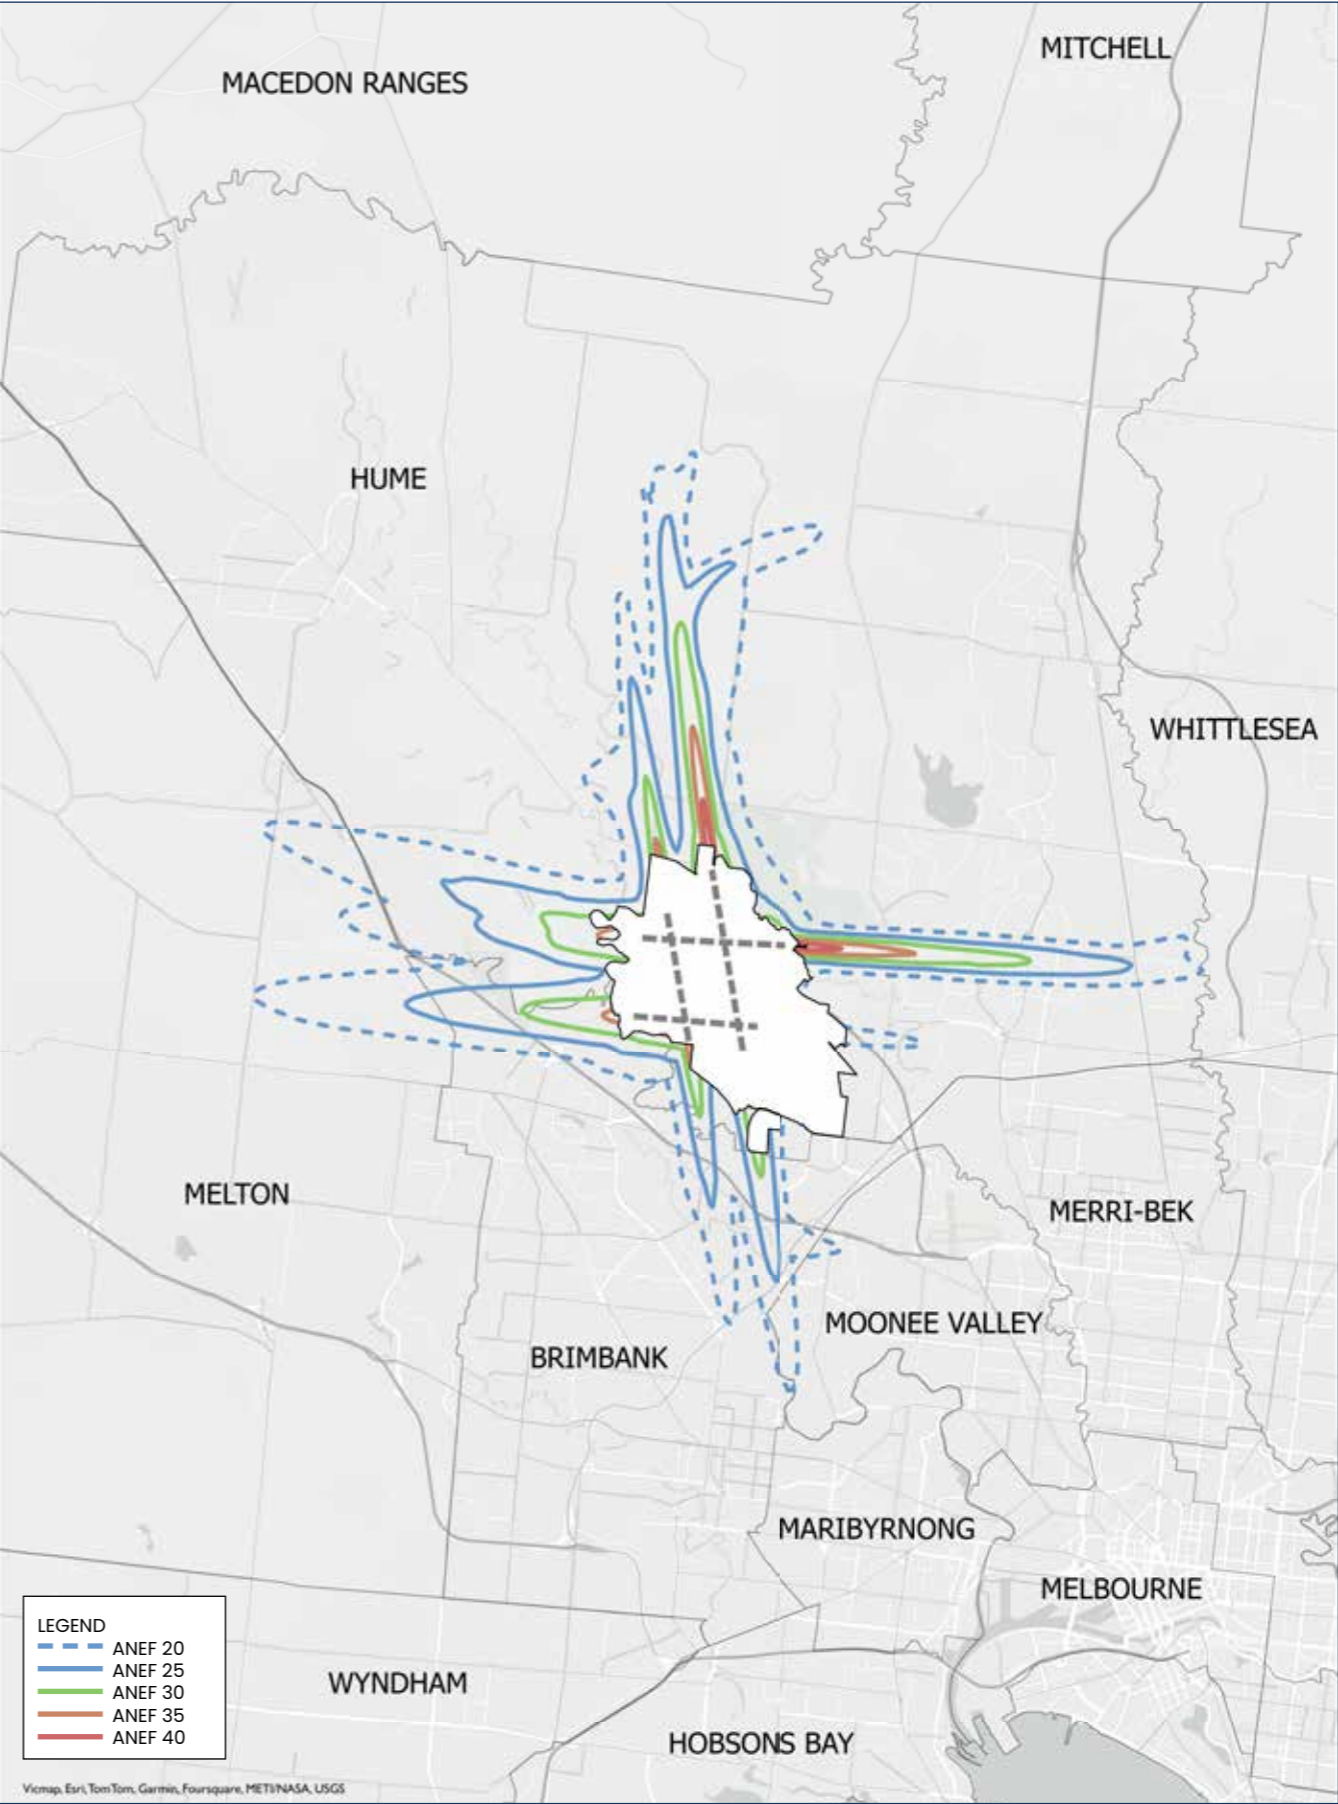 MITCHELL
MACEDON RANGES
HUME
WHITTLESEA
MELTON
MERRI-BEK
MOONEE VALLEY
BRIMBANK
MARIBYRNONG
MELBOURNE
WYNDHAM
HOBSONS BAY
LEGEND
ANEF 20
ANEF 25
ANEF 30
ANEF 35
ANEF 40
Vicmap, Esri, TomTom, Garmin, Foursquare, METI/NASA, USGS